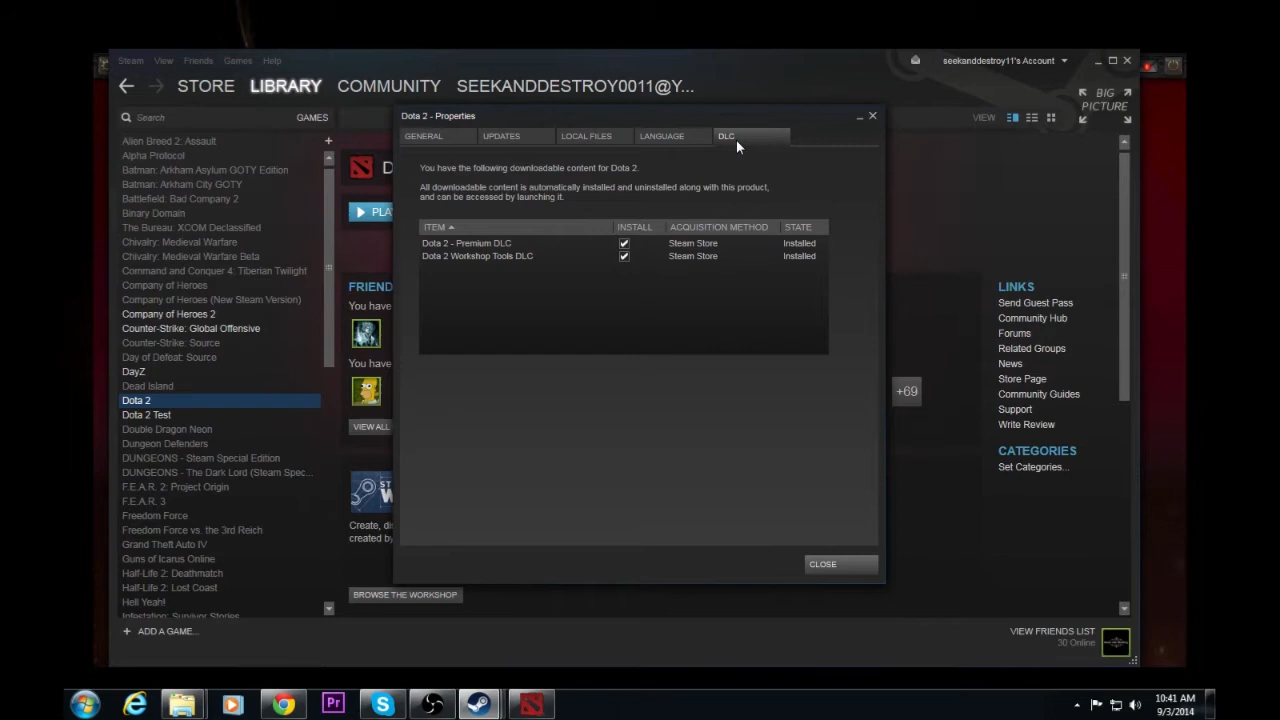 Steam View Friends Games Help
seekanddestroy11's Account
STORE LIBRARY COMMUNITY SEEKANDDESTROY0011@Y...
BIG
PICTURE
Search GAMES
VIEW
Alien Breed 2: Assault
Alpha Protocol
Batman: Arkham Asylum GOTY Edition
Batman: Arkham City GOTY
Battlefield: Bad Company 2
Binary Domain
The Bureau: XCOM Declassified
Chivalry: Medieval Warfare
Chivalry: Medieval Warfare Beta
Command and Conquer 4: Tiberian Twilight
Company of Heroes
Company of Heroes (New Steam Version)
Company of Heroes 2
Counter-Strike: Global Offensive
Counter-Strike: Source
Day of Defeat: Source
DayZ
Dead Island
Dota 2
Dota 2 Test
Double Dragon Neon
Dungeon Defenders
DUNGEONS - Steam Special Edition
DUNGEONS - The Dark Lord (Steam Spec...
F.E.A.R. 2: Project Origin
F.E.A.R. 3
Freedom Force
Freedom Force vs. the 3rd Reich
Grand Theft Auto IV
Guns of Icarus Online
Half-Life 2: Deathmatch
Half-Life 2: Lost Coast
Hell Yeah!
Infestation: Survivor Stories
+ ADD A GAME...
D
PLA
FRIEND
You have
You have
VIEW ALL
ST
W
Create, di
created by
BROWSE THE WORKSHOP
Dota 2 - Properties
GENERAL UPDATES LOCAL FILES LANGUAGE DLC
You have the following downloadable content for Dota 2.
All downloadable content is automatically installed and uninstalled along with this product,
and can be accessed by launching it.
ITEM INSTALL ACQUISITION METHOD STATE
Dota 2 - Premium DLC Steam Store Installed
Dota 2 Workshop Tools DLC Steam Store Installed
CLOSE
+69
LINKS
Send Guest Pass
Community Hub
Forums
Related Groups
News
Store Page
Community Guides
Support
Write Review
CATEGORIES
Set Categories...
VIEW FRIENDS LIST
30 Online
Pr
10:41 AM
9/3/2014